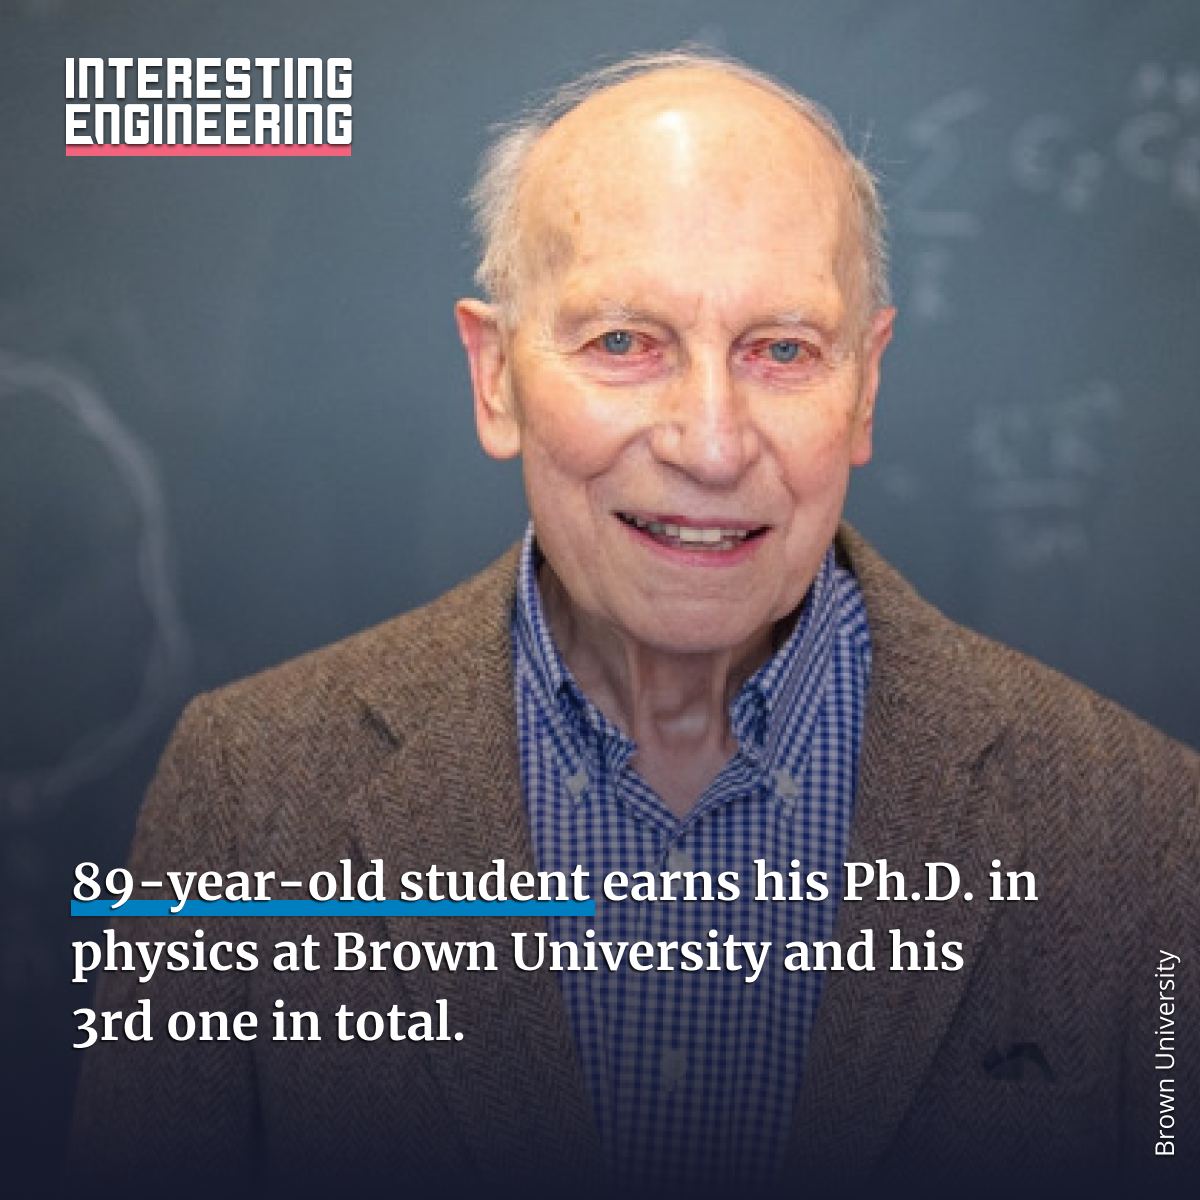 INTERESTING
ENGINEERING
89-year-old student earns his Ph.D. in
physics at Brown University and his
3rd one in total.
Brown University